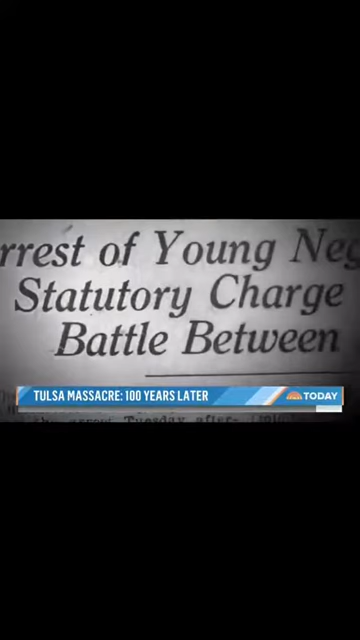 rrest of Young Neg
Statutory Charge
Battle Between
TULSA MASSACRE: 100 YEARS LATER
TODAY